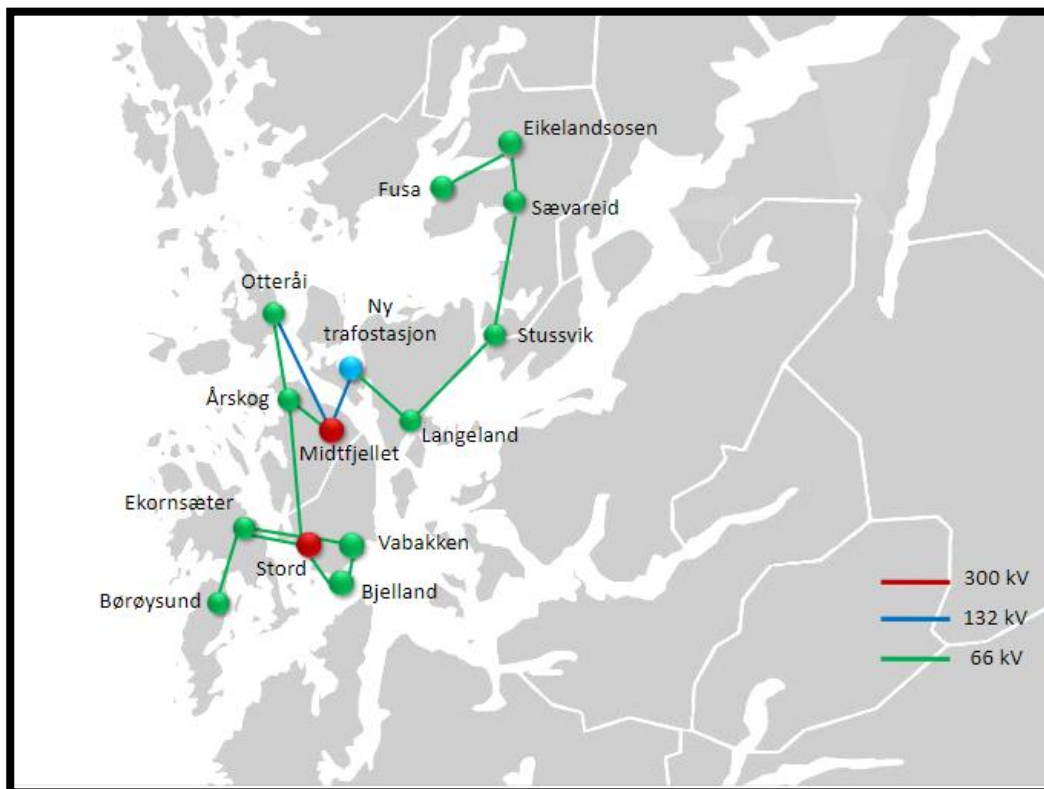 Eikelandsosen
Fusa
Sævareid
Otteråi
Ny
trafostasjon
Stussvik
Årskog
Langeland
Midtfjellet
Ekornsæter
Vabakken
Stord
Bjelland
Børøysund
300 kV
132 kV
66 kV